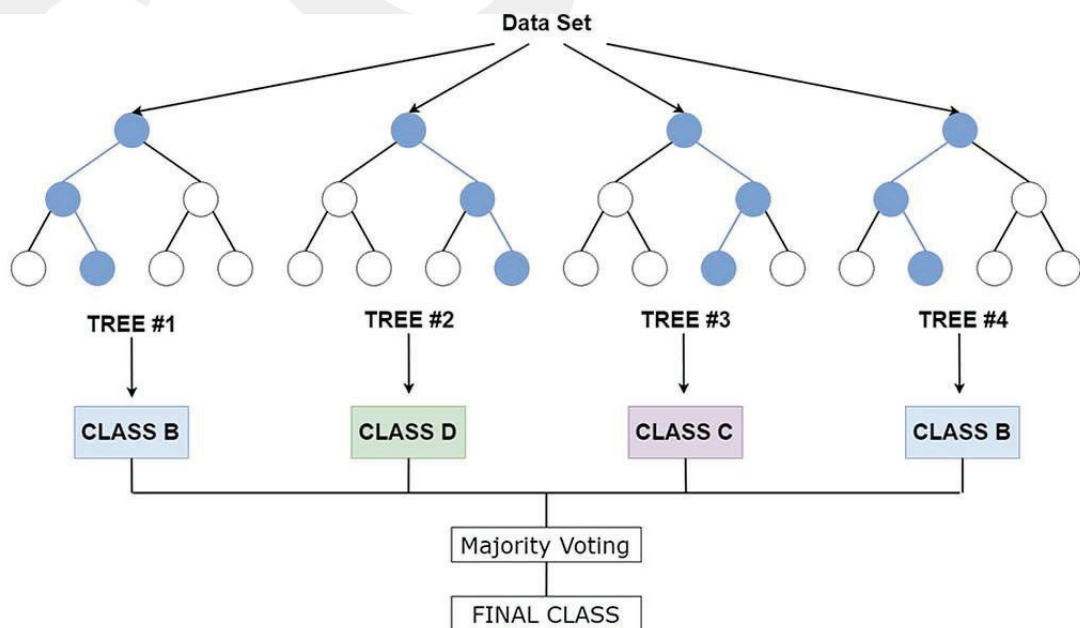 Data Set
TREE #1
TREE #2
TREE #3
TREE #4
CLASS B
CLASS D
CLASS C
CLASS B
Majority Voting
FINAL CLASS